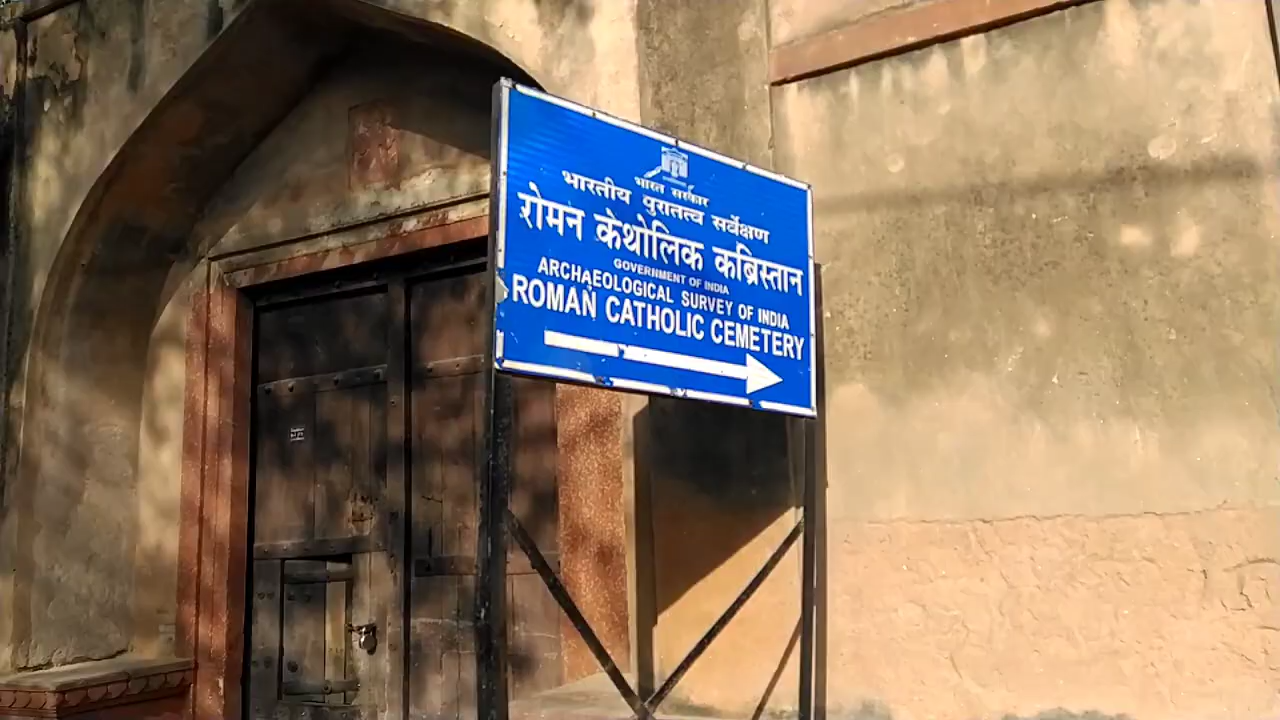 भारत सरकार
भारतीय पुरातत्व सर्वेक्षण
रोमन केथोलिक कब्रिस्तान
GOVERNMENT OF INDIA
ARCHAEOLOGICAL SURVEY OF INDIA
ROMAN CATHOLIC CEMETERY